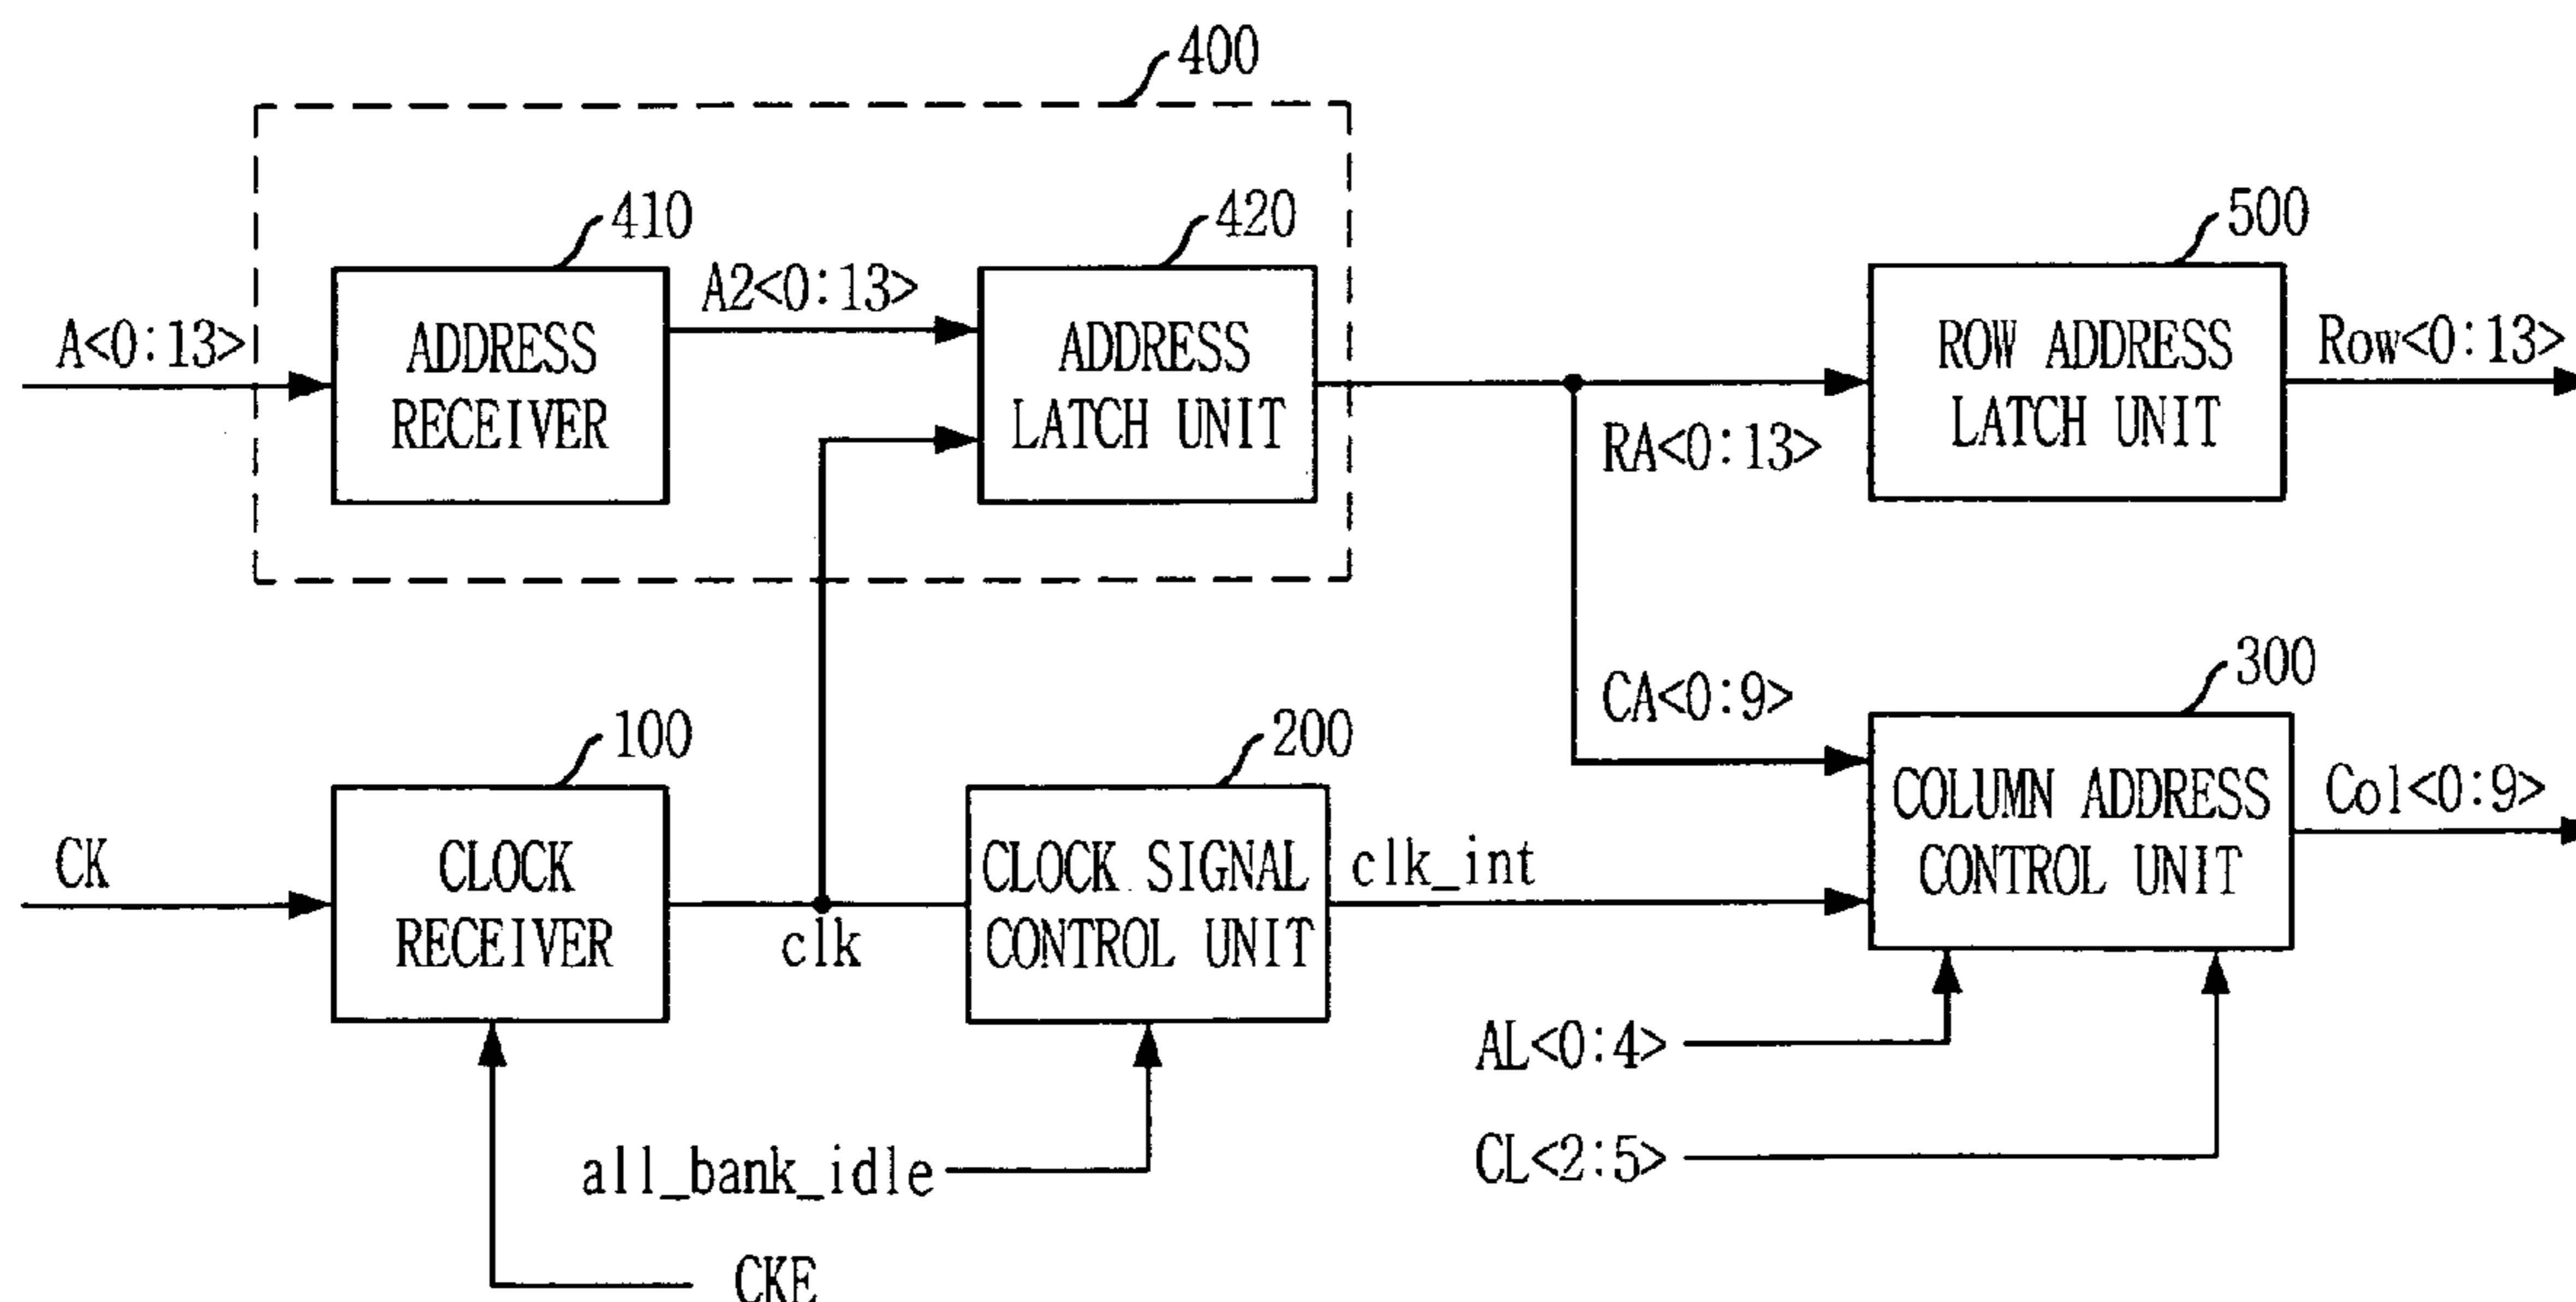 400
410
420
500
A<0:13>
ADDRESS
RECEIVER
A2<0:13>
ADDRESS
LATCH UNIT
RA<0:13>
ROW ADDRESS
LATCH UNIT
Row<0:13>
CA<0:9>
300
100
200
CK
CLOCK
RECEIVER
clk
CLOCK SIGNAL
CONTROL UNIT
clk_int
COLUMN ADDRESS
CONTROL UNIT
Col<0:9>
AL<0:4>
CL<2:5>
all_bank_idle
CKE